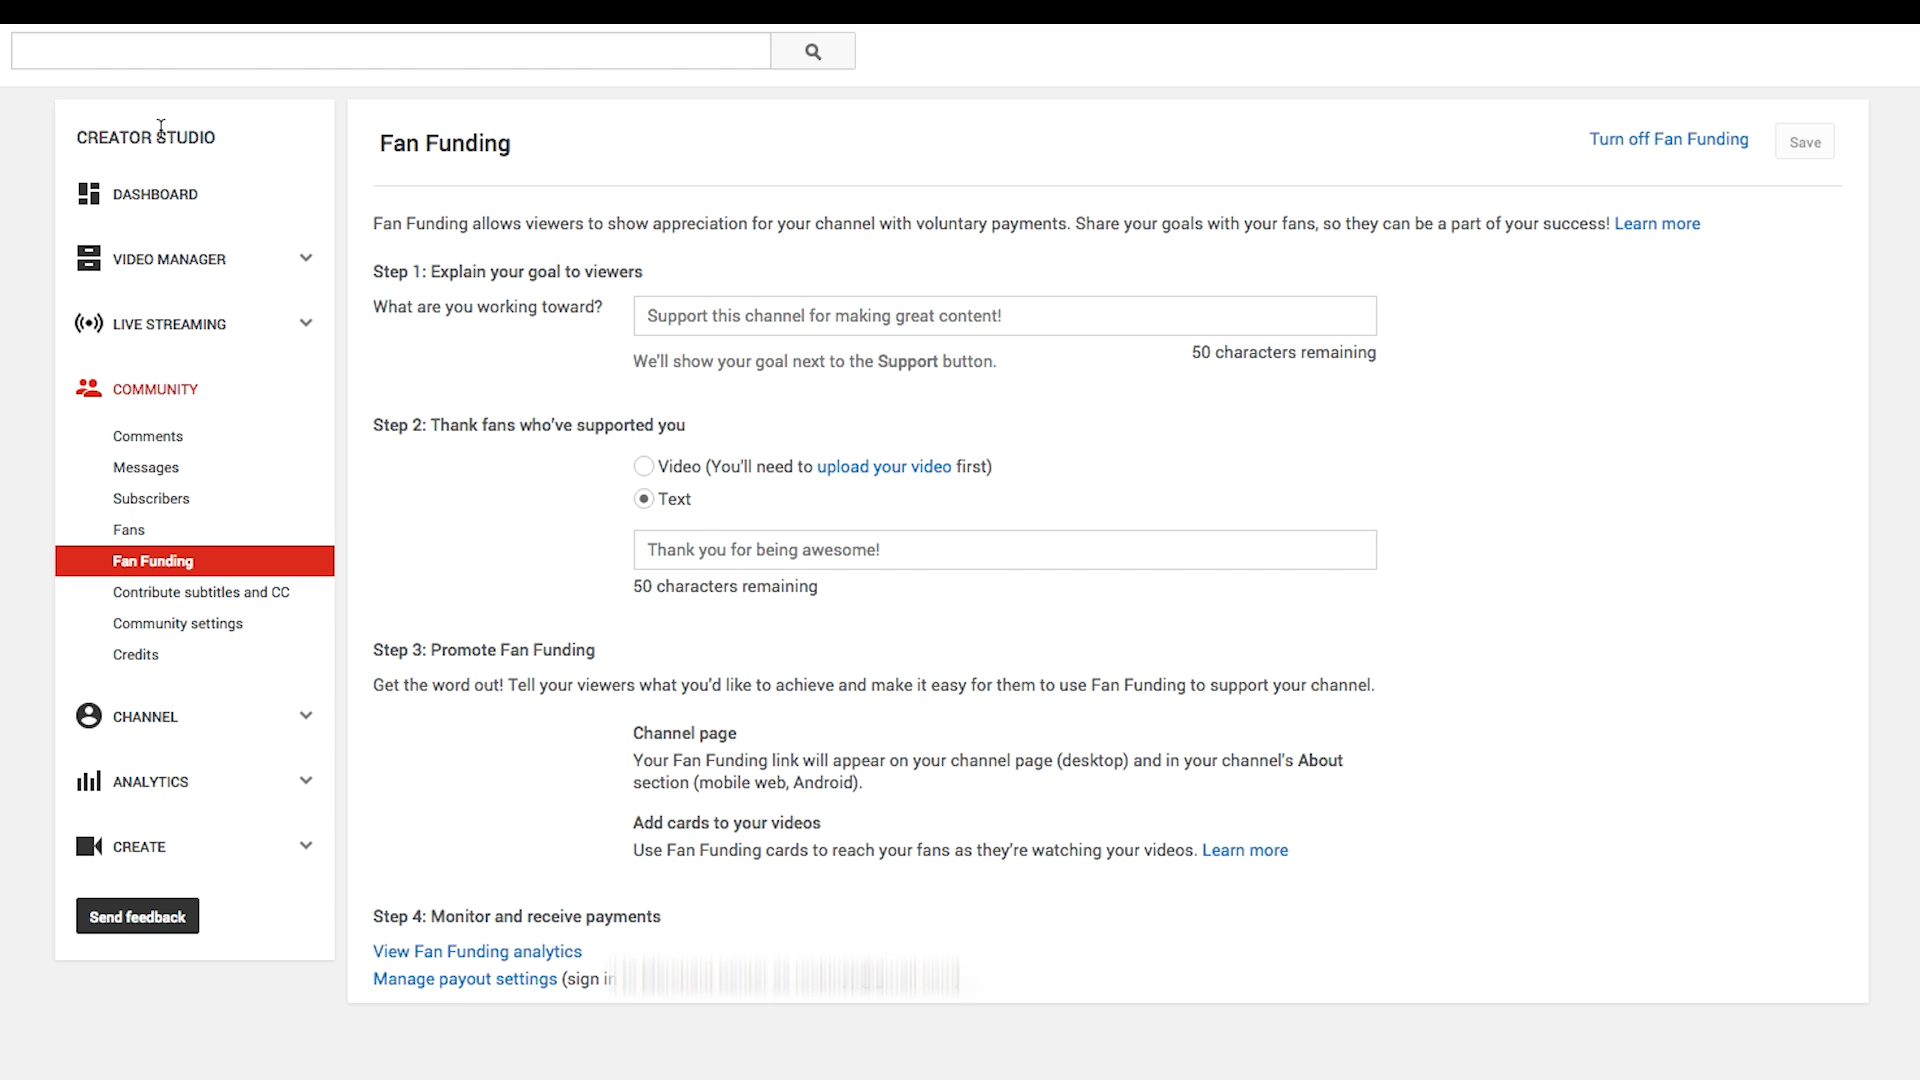 CREATOR STUDIO
DASHBOARD
VIDEO MANAGER
LIVE STREAMING
COMMUNITY
Comments
Messages
Subscribers
Fans
Fan Funding
Contribute subtitles and CC
Community settings
Credits
CHANNEL
ANALYTICS
CREATE
Send feedback
Fan Funding
Turn off Fan Funding
Save
Fan Funding allows viewers to show appreciation for your channel with voluntary payments. Share your goals with your fans, so they can be a part of your success! Learn more
Step 1: Explain your goal to viewers
What are you working toward?
Support this channel for making great content!
We'll show your goal next to the Support button.
50 characters remaining
Step 2: Thank fans who've supported you
Video (You'll need to upload your video first)
Text
Thank you for being awesome!
50 characters remaining
Step 3: Promote Fan Funding
Get the word out! Tell your viewers what you'd like to achieve and make it easy for them to use Fan Funding to support your channel.
Channel page
Your Fan Funding link will appear on your channel page (desktop) and in your channel's About
section (mobile web, Android).
Add cards to your videos
Use Fan Funding cards to reach your fans as they're watching your videos. Learn more
Step 4: Monitor and receive payments
View Fan Funding analytics
Manage payout settings (sign in